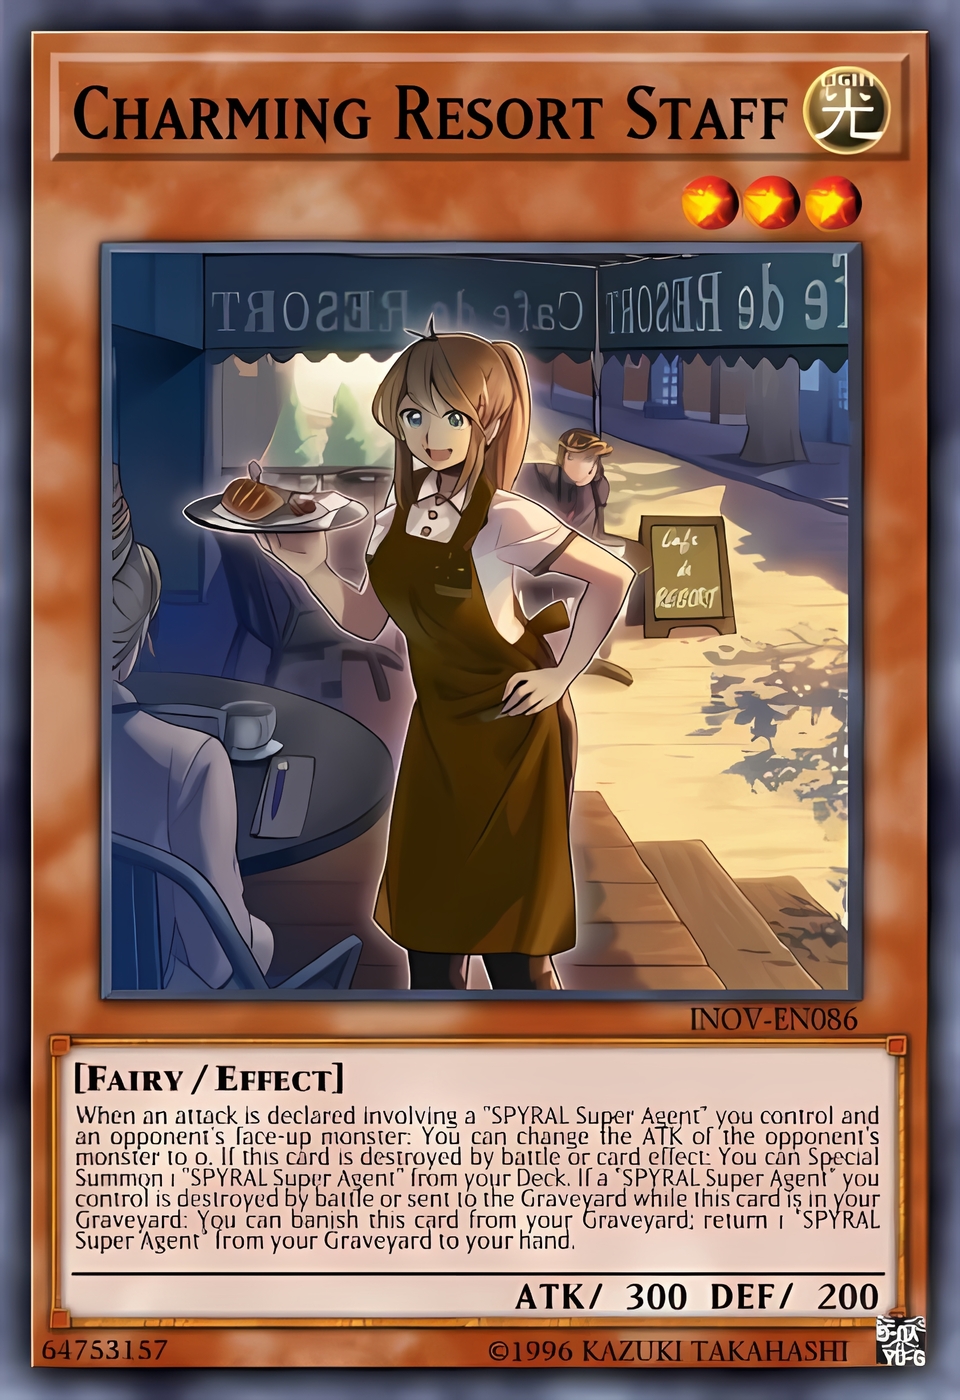 CHARMING RESORT STAFF
光
Cafe de RESORT
fe de RESORT
Cafe
de
RESORT
INOV-EN086
[FAIRY / EFFECT]
When an attack is declared involving a "SPYRAL Super Agent" you control and
an opponent's face-up monster: You can change the ATK of the opponent's
monster to 0. If this card is destroyed by battle or card effect: You can Special
Summon 1 "SPYRAL Super Agent" from your Deck. If a "SPYRAL Super Agent" you
control is destroyed by battle or sent to the Graveyard while this card is in your
Graveyard: You can banish this card from your Graveyard; return 1 "SPYRAL
Super Agent" from your Graveyard to your hand.
ATK/ 300 DEF/ 200
64753157
©1996 KAZUKI TAKAHASHI